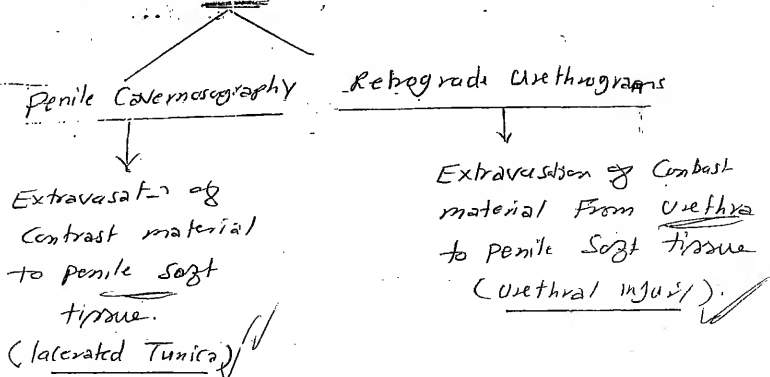 Penile Cavernosography
Retrograde Urethrograms
Extravasatn of
Contrast material
to penile soft
tissue.
(lacerated Tunica)
Extravasation of Contrast
material From Urethra
to penile Soft tissue
(Urethral injury).